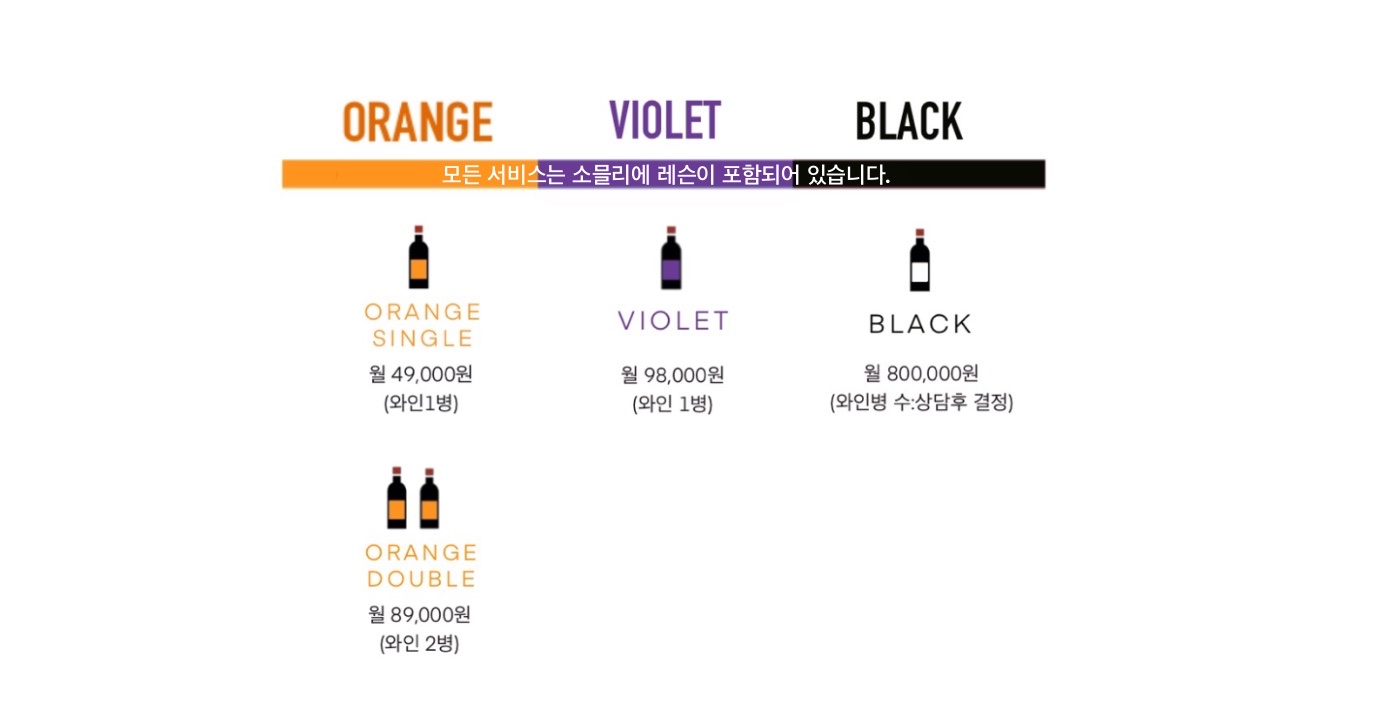 ORANGE VIOLET BLACK
모든 서비스는 소믈리에 레슨이 포함되어 있습니다.
ORANGE
SINGLE
월 49,000원
(와인1병)
VIOLET
월 98,000원
(와인 1병)
BLACK
월 800,000원
(와인병 수:상담후 결정)
ORANGE
DOUBLE
월 89,000원
(와인 2병)